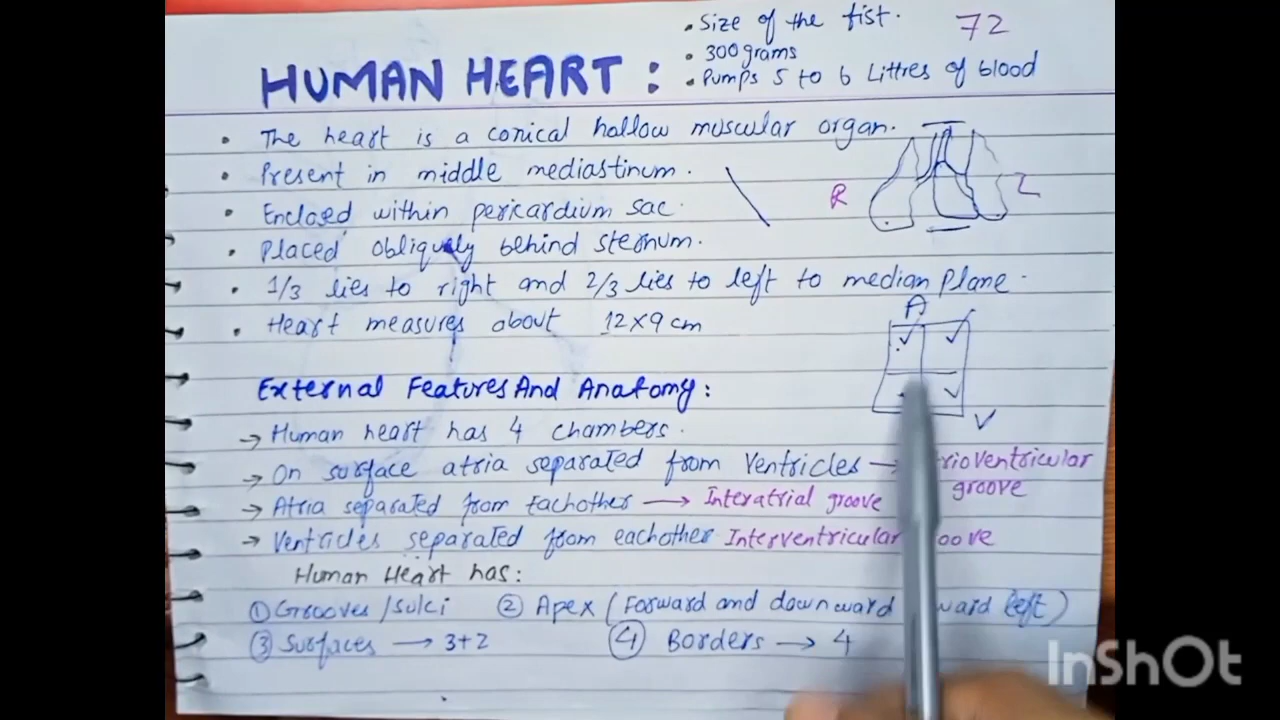 • Size of the fist. 72
• 300grams
HUMAN HEART : • Pumps 5 to 6 Littres of blood
• The heart is a conical hollow muscular organ.
• Present in middle mediastinum.
R L
• Enclosed within pericardium sac.
• Placed obliquely behind sternum.
• 1/3 lies to right and 2/3 lies to left to median plane.
A
• Heart measures about 12×9 cm
External Features And Anatomy:
→ Human heart has 4 chambers.
→ On surface atria separated from ventricles → rioventricular
groove
→ Atria separated from Eachother → Interatrial groove
→ Ventricles separated from eachother Interventricular oove
Human Heart has:
① Grooves/sulci ② Apex (Forward and downward ward left)
③ Surfaces → 3+2 ④ Borders → 4
InShOt